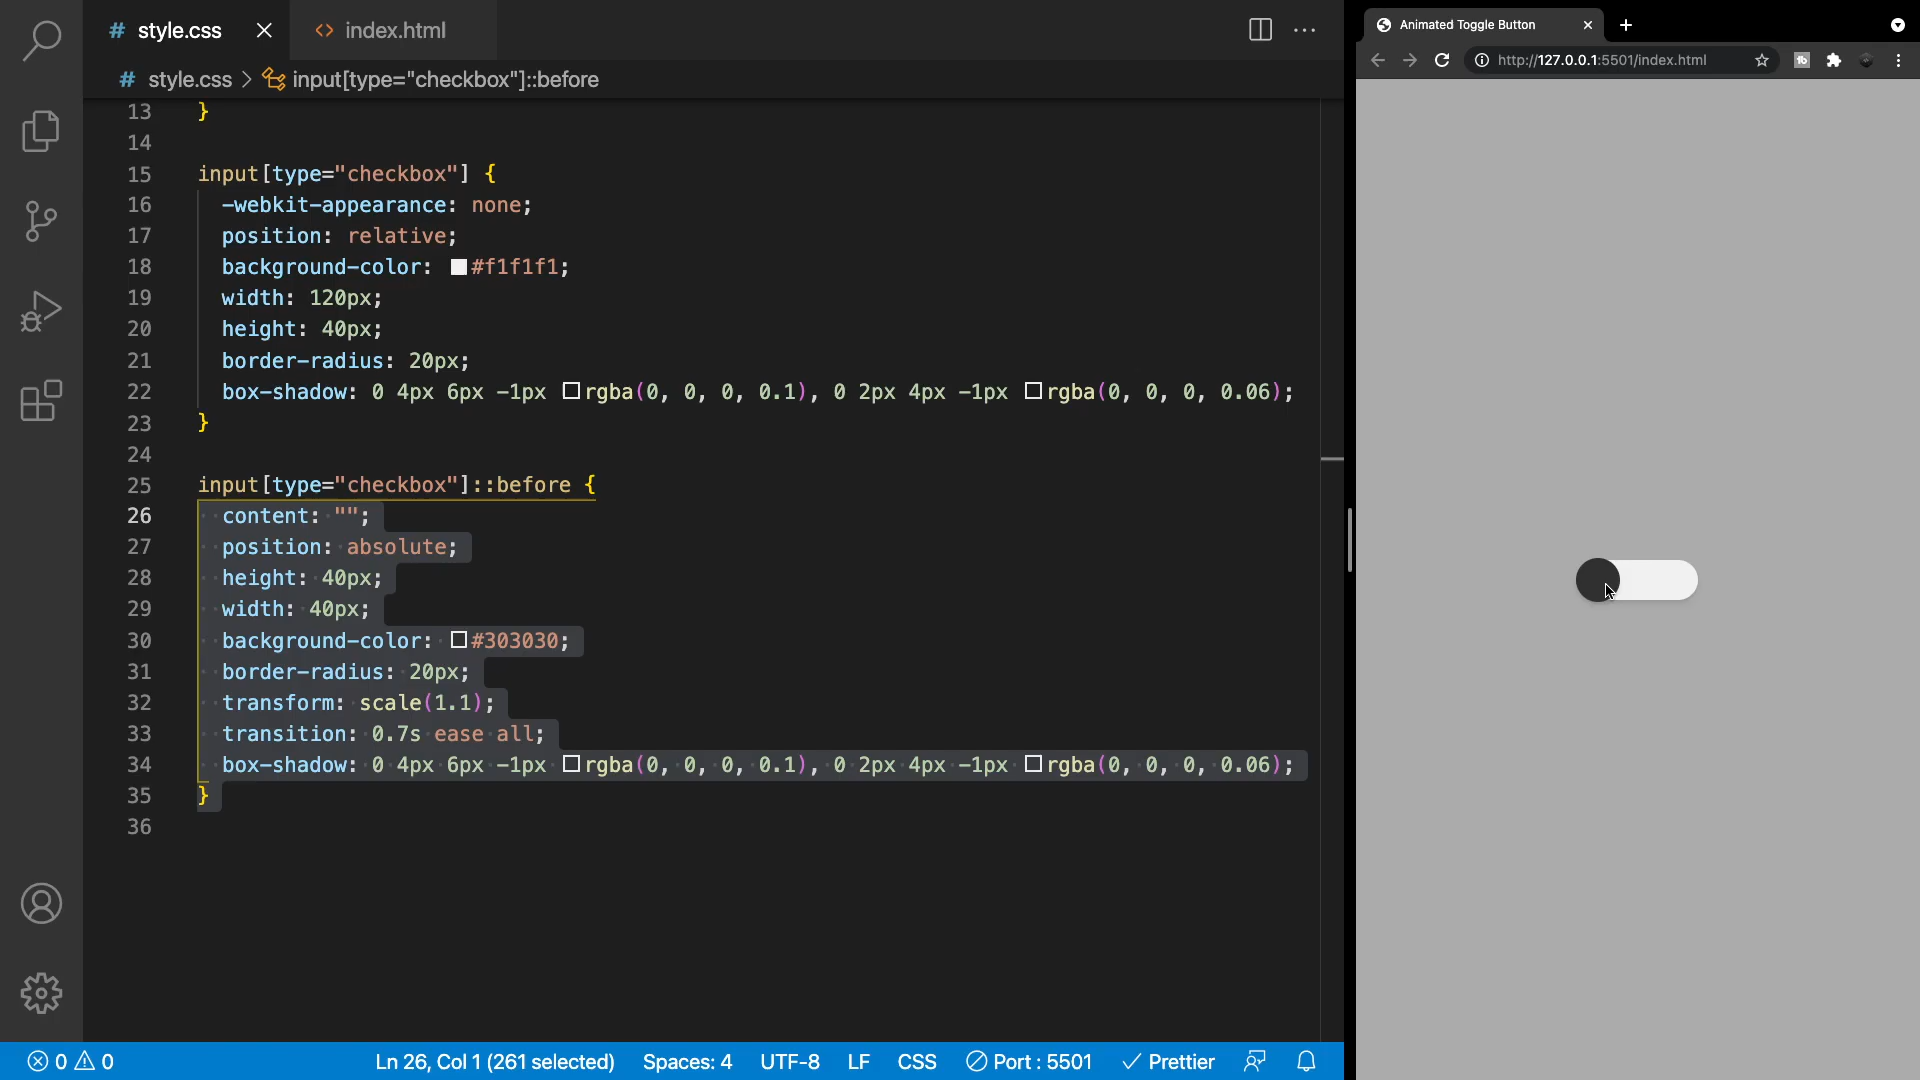 # style.css
<> index.html
# style.css > input[type="checkbox"]::before
13 }
14
15 input[type="checkbox"] {
16 -webkit-appearance: none;
17 position: relative;
18 background-color: #f1f1f1;
19 width: 120px;
20 height: 40px;
21 border-radius: 20px;
22 box-shadow: 0 4px 6px -1px rgba(0, 0, 0, 0.1), 0 2px 4px -1px rgba(0, 0, 0, 0.06);
23 }
24
25 input[type="checkbox"]::before {
26 content: "";
27 position: absolute;
28 height: 40px;
29 width: 40px;
30 background-color: #303030;
31 border-radius: 20px;
32 transform: scale(1.1);
33 transition: 0.7s ease all;
34 box-shadow: 0 4px 6px -1px rgba(0, 0, 0, 0.1), 0 2px 4px -1px rgba(0, 0, 0, 0.06);
35 }
36
0 0 Ln 26, Col 1 (261 selected) Spaces: 4 UTF-8 LF CSS Port : 5501 Prettier
Animated Toggle Button
http://127.0.0.1:5501/index.html